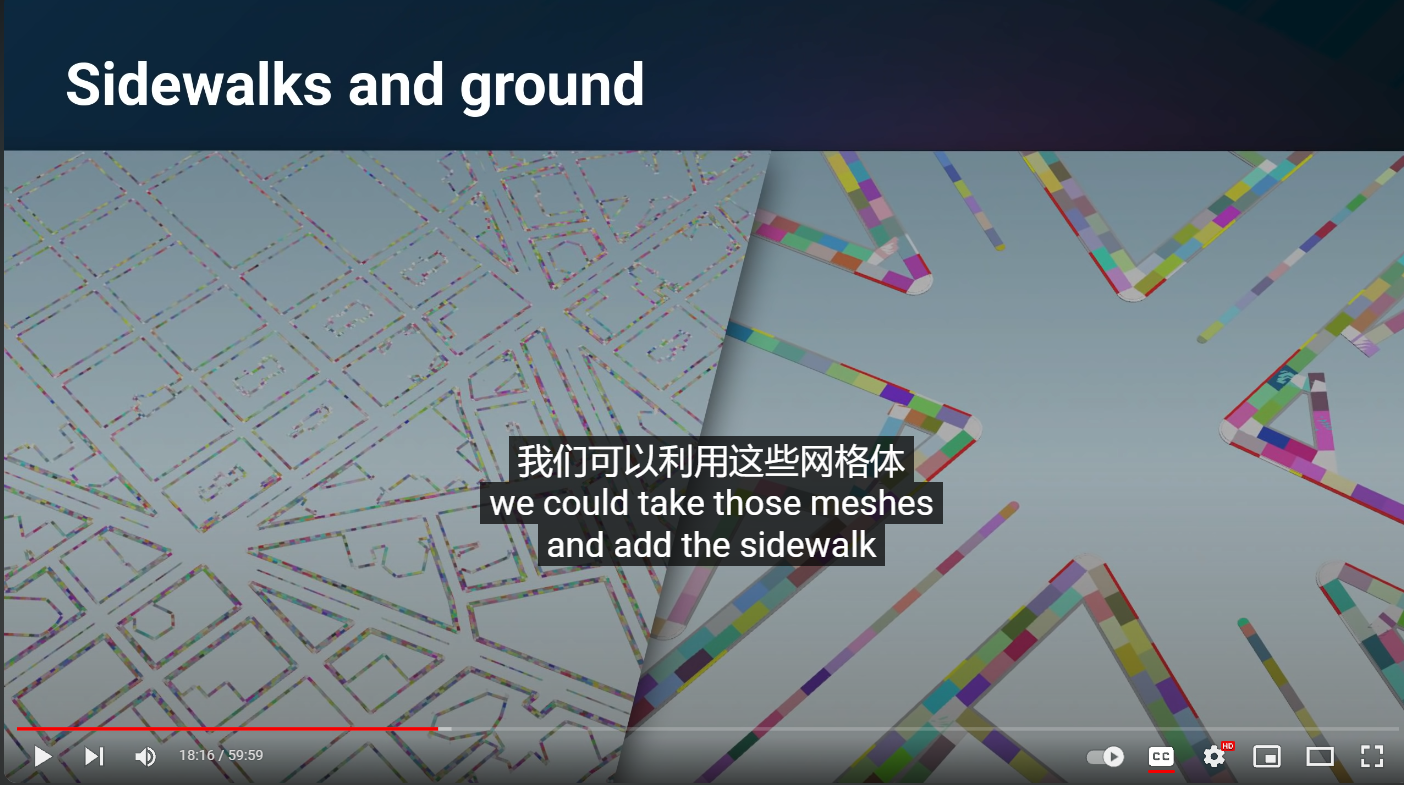 Sidewalks and ground
我们可以利用这些网格体
we could take those meshes
and add the sidewalk
18:16 / 59:59
CC
HD